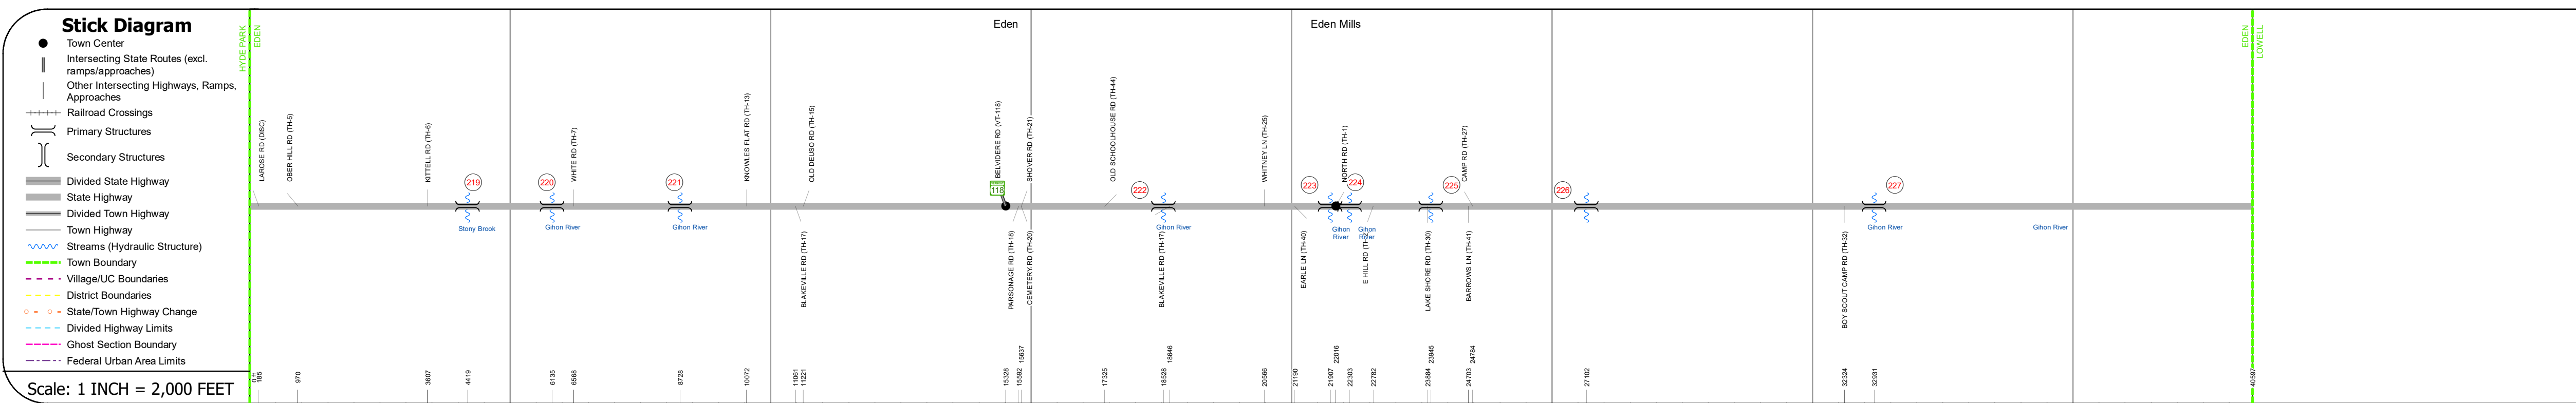 Stick Diagram
Town Center
Intersecting State Routes (excl.
ramps/approaches)
Other Intersecting Highways, Ramps,
Approaches
Railroad Crossings
Primary Structures
Secondary Structures
Divided State Highway
State Highway
Divided Town Highway
Town Highway
Streams (Hydraulic Structure)
Town Boundary
Village/UC Boundaries
District Boundaries
State/Town Highway Change
Divided Highway Limits
Ghost Section Boundary
Federal Urban Area Limits
Scale: 1 INCH = 2,000 FEET
HYDE PARK
EDEN
Eden
Eden Mills
EDEN
LOWELL
LAROSE RD (DISC)
OBER HILL RD (TH-5)
KITTELL RD (TH-6)
WHITE RD (TH-7)
KNOWLES FLAT RD (TH-13)
OLD DEUSO RD (TH-15)
BELVIDERE RD (VT-118)
SHOVER RD (TH-21)
OLD SCHOOLHOUSE RD (TH-44)
WHITNEY LN (TH-25)
NORTH RD (TH-1)
CAMP RD (TH-27)
219
220
221
118
222
223
224
225
226
227
Stony Brook
Gihon River
Gihon River
Gihon River
Gihon
River
Gihon
River
Gihon River
Gihon River
BLAKEVILLE RD (TH-17)
PARSONAGE RD (TH-18)
CEMETERY RD (TH-20)
BLAKEVILLE RD (TH-17)
EARLE LN (TH-40)
E HILL RD
LAKE SHORE RD (TH-30)
BARROWS LN (TH-41)
BOY SCOUT CAMP RD (TH-32)
185
970
3607
4419
6135
6568
8728
10072
11061
11221
15328
15592
15637
17325
18528
18646
20566
21190
21907
22016
22303
22782
23884
23945
24703
24784
27102
32324
32931
40597